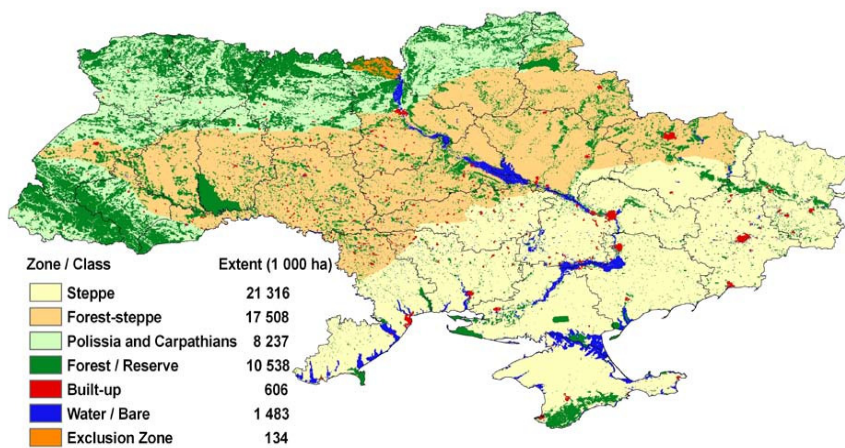 Zone / Class Extent (1 000 ha)
Steppe 21 316
Forest-steppe 17 508
Polissia and Carpathians 8 237
Forest / Reserve 10 538
Built-up 606
Water / Bare 1 483
Exclusion Zone 134